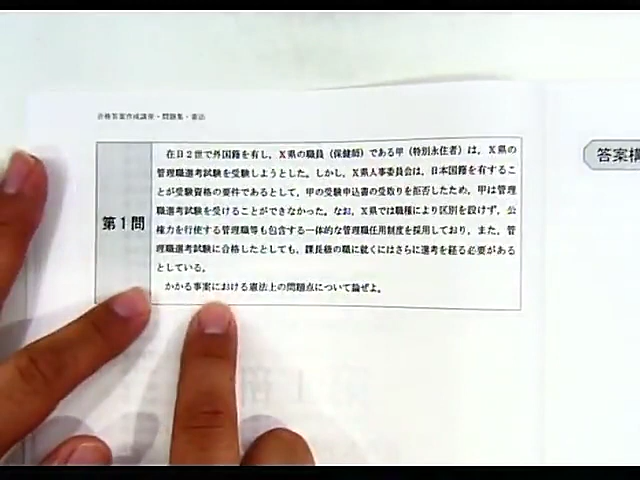 合格答案作成講座・問題集・憲法
在日2世で外国籍を有し、X県の職員（保健師）である甲（特別永住者）は、X県の
管理職選考試験を受験しようとした。しかし、X県人事委員会は、日本国籍を有するこ
とが受験資格の要件であるとして、甲の受験申込書の受取りを拒否したため、甲は管理
職選考試験を受けることができなかった。なお、X県では職種により区別を設けず、公
権力を行使する管理職等も包含する一体的な管理職任用制度を採用しており、また、管
理職選考試験に合格したとしても、課長級の職に就くにはさらに選考を経る必要がある
としている。
かかる事案における憲法上の問題点について論ぜよ。
第1問
答案構